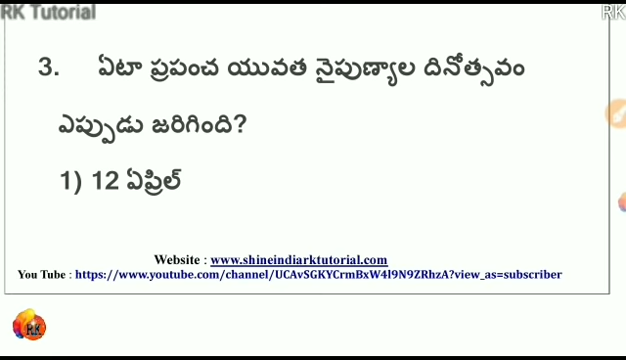 RK Tutorial
RK
3. ఏటా ప్రపంచ యువత నైపుణ్యాల దినోత్సవం
ఎప్పుడు జరిగింది?
1) 12 ఏప్రిల్
Website : www.shineindiarktutorial.com
You Tube : https://www.youtube.com/channel/UCAvSGKYCrmBxW4l9N9ZRhzA?view_as=subscriber
RK